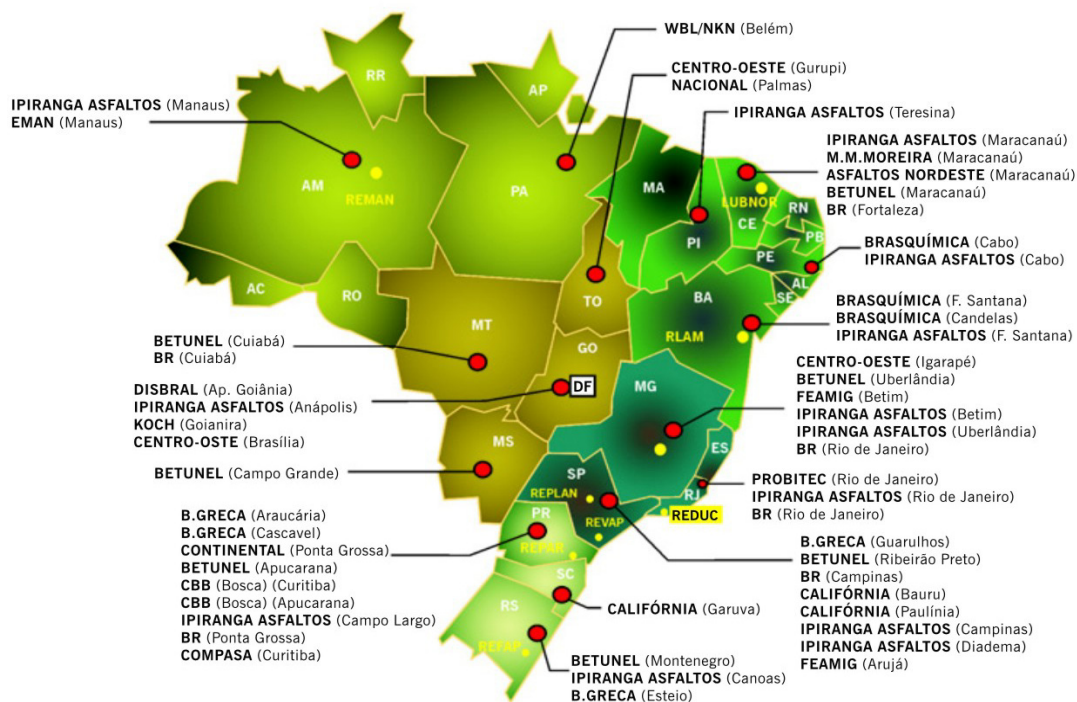 WBL/NKN (Belém)
CENTRO-OESTE (Gurupi)
NACIONAL (Palmas)
IPIRANGA ASFALTOS (Manaus)
EMAN (Manaus)
IPIRANGA ASFALTOS (Teresina)
IPIRANGA ASFALTOS (Maracanaú)
M.M.MOREIRA (Maracanaú)
ASFALTOS NORDESTE (Maracanaú)
BETUNEL (Maracanaú)
BR (Fortaleza)
BRASQUÍMICA (Cabo)
IPIRANGA ASFALTOS (Cabo)
BRASQUÍMICA (F. Santana)
BRASQUÍMICA (Candelas)
IPIRANGA ASFALTOS (F. Santana)
BETUNEL (Cuiabá)
BR (Cuiabá)
DISBRAL (Ap. Goiânia)
IPIRANGA ASFALTOS (Anápolis)
KOCH (Goianira)
CENTRO-OSTE (Brasília)
BETUNEL (Campo Grande)
CENTRO-OESTE (Igarapé)
BETUNEL (Uberlândia)
FEAMIG (Betim)
IPIRANGA ASFALTOS (Betim)
IPIRANGA ASFALTOS (Uberlândia)
BR (Rio de Janeiro)
PROBITEC (Rio de Janeiro)
IPIRANGA ASFALTOS (Rio de Janeiro)
BR (Rio de Janeiro)
B.GRECA (Araucária)
B.GRECA (Cascavel)
CONTINENTAL (Ponta Grossa)
BETUNEL (Apucarana)
CBB (Bosca) (Curitiba)
CBB (Bosca) (Apucarana)
IPIRANGA ASFALTOS (Campo Largo)
BR (Ponta Grossa)
COMPASA (Curitiba)
B.GRECA (Guarulhos)
BETUNEL (Ribeirão Preto)
BR (Campinas)
CALIFÓRNIA (Bauru)
CALIFÓRNIA (Paulínia)
IPIRANGA ASFALTOS (Campinas)
IPIRANGA ASFALTOS (Diadema)
FEAMIG (Arujá)
CALIFÓRNIA (Garuva)
BETUNEL (Montenegro)
IPIRANGA ASFALTOS (Canoas)
B.GRECA (Esteio)
RR
AP
AM
REMAN
PA
MA
LUBNOR
CE
RN
PB
PI
PE
AL
SE
AC
RO
TO
BA
MT
RLAM
GO
DF
MG
ES
MS
SP
REPLAN
RJ
REDUC
PR
REVAP
REPAR
SC
RS
REFAP